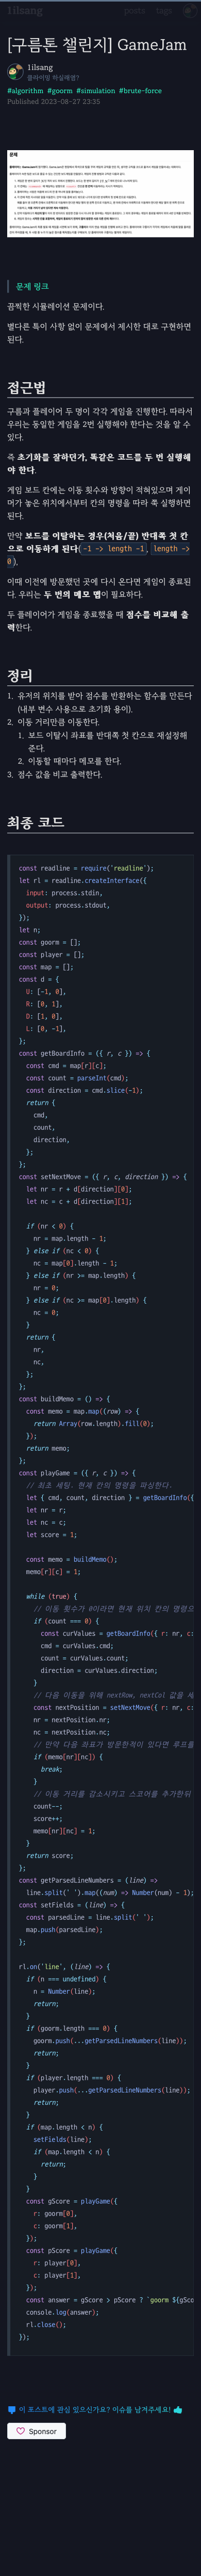 1ilsang
posts
tags
[구름톤 챌린지] GameJam
1ilsang
클라이밍 하실래염?
#algorithm #goorm #simulation #brute-force
Published 2023-08-27 23:35
문제
문제 링크
끔찍한 시뮬레이션 문제이다.
별다른 특이 사항 없이 문제에서 제시한 대로 구현하면
된다.
접근법
구름과 플레이어 두 명이 각각 게임을 진행한다. 따라서
우리는 동일한 게임을 2번 실행해야 한다는 것을 알 수
있다.
즉 초기화를 잘하던가, 똑같은 코드를 두 번 실행해
야 한다.
게임 보드 칸에는 이동 횟수와 방향이 적혀있으며 게이
머가 놓은 위치에서부터 칸의 명령을 따라 쭉 실행하면
된다.
만약 보드를 이탈하는 경우(처음/끝) 반대쪽 첫 칸
으로 이동하게 된다( -1 -> length -1 , length ->
0 ).
이때 이전에 방문했던 곳에 다시 온다면 게임이 종료된
다. 우리는 두 번의 메모 맵이 필요하다.
두 플레이어가 게임을 종료했을 때 점수를 비교해 출
력한다.
정리
1. 유저의 위치를 받아 점수를 반환하는 함수를 만든다
(내부 변수 사용으로 초기화 용이).
2. 이동 거리만큼 이동한다.
1. 보드 이탈시 좌표를 반대쪽 첫 칸으로 재설정해
준다.
2. 이동할 때마다 메모를 한다.
3. 점수 값을 비교 출력한다.
최종 코드
const readline = require('readline');
let rl = readline.createInterface({
input: process.stdin,
output: process.stdout,
});
let n;
const goorm = [];
const player = [];
const map = [];
const d = {
U: [-1, 0],
R: [0, 1],
D: [1, 0],
L: [0, -1],
};
const getBoardInfo = ({ r, c }) => {
const cmd = map[r][c];
const count = parseInt(cmd);
const direction = cmd.slice(-1);
return {
cmd,
count,
direction,
};
};
const setNextMove = ({ r, c, direction }) => {
let nr = r + d[direction][0];
let nc = c + d[direction][1];
if (nr < 0) {
nr = map.length - 1;
} else if (nc < 0) {
nc = map[0].length - 1;
} else if (nr >= map.length) {
nr = 0;
} else if (nc >= map[0].length) {
nc = 0;
}
return {
nr,
nc,
};
};
const buildMemo = () => {
const memo = map.map((row) => {
return Array(row.length).fill(0);
});
return memo;
};
const playGame = ({ r, c }) => {
// 최초 세팅. 현재 칸의 명령을 파싱한다.
let { cmd, count, direction } = getBoardInfo({
let nr = r;
let nc = c;
let score = 1;
const memo = buildMemo();
memo[r][c] = 1;
while (true) {
// 이동 횟수가 0이라면 현재 위치 칸의 명령으
if (count === 0) {
const curValues = getBoardInfo({ r: nr, c:
cmd = curValues.cmd;
count = curValues.count;
direction = curValues.direction;
}
// 다음 이동을 위해 nextRow, nextCol 값을 세
const nextPosition = setNextMove({ r: nr, c:
nr = nextPosition.nr;
nc = nextPosition.nc;
// 만약 다음 좌표가 방문한적이 있다면 루프를
if (memo[nr][nc]) {
break;
}
// 이동 거리를 감소시키고 스코어를 추가한뒤
count--;
score++;
memo[nr][nc] = 1;
}
return score;
};
const getParsedLineNumbers = (line) =>
line.split(' ').map((num) => Number(num) - 1);
const setFields = (line) => {
const parsedLine = line.split(' ');
map.push(parsedLine);
};
rl.on('line', (line) => {
if (n === undefined) {
n = Number(line);
return;
}
if (goorm.length === 0) {
goorm.push(...getParsedLineNumbers(line));
return;
}
if (player.length === 0) {
player.push(...getParsedLineNumbers(line));
return;
}
if (map.length < n) {
setFields(line);
if (map.length < n) {
return;
}
}
const gScore = playGame({
r: goorm[0],
c: goorm[1],
});
const pScore = playGame({
r: player[0],
c: player[1],
});
const answer = gScore > pScore ? `goorm ${gSco
console.log(answer);
rl.close();
});
이 포스트에 관심 있으신가요? 이슈를 남겨주세요!
Sponsor